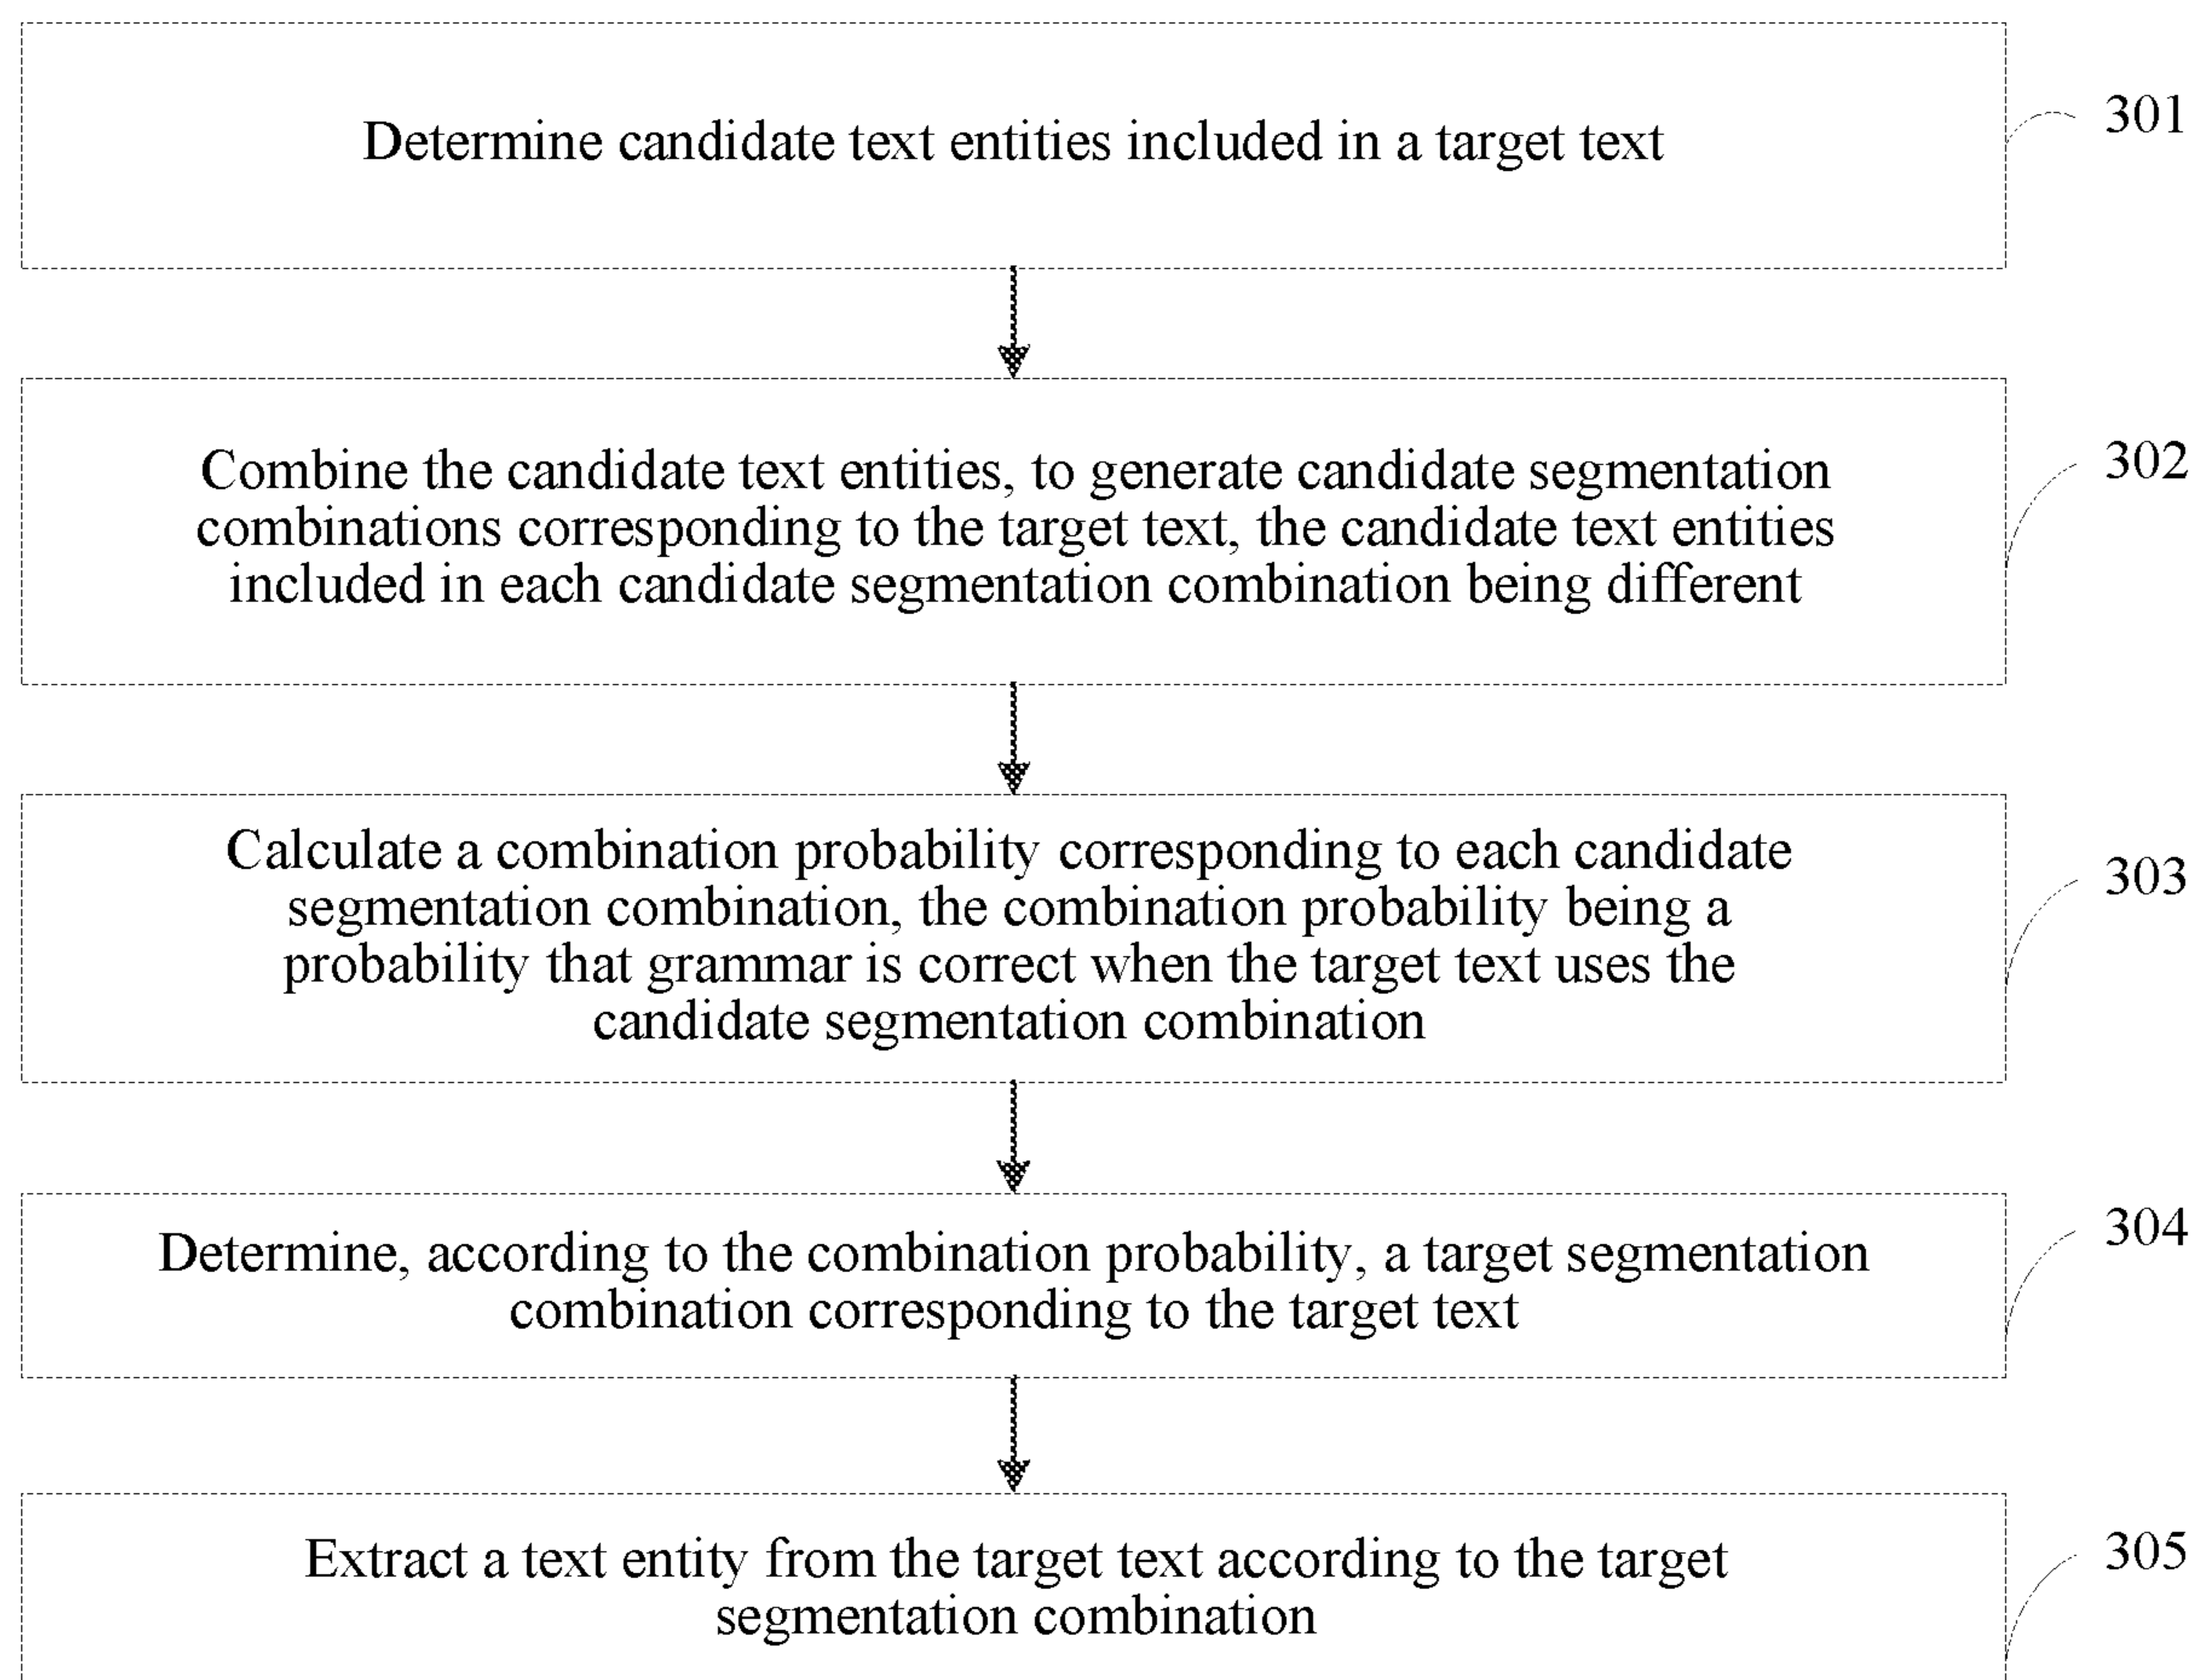 Determine candidate text entities included in a target text
301
Combine the candidate text entities, to generate candidate segmentation
combinations corresponding to the target text, the candidate text entities
included in each candidate segmentation combination being different
302
Calculate a combination probability corresponding to each candidate
segmentation combination, the combination probability being a
probability that grammar is correct when the target text uses the
candidate segmentation combination
303
Determine, according to the combination probability, a target segmentation
combination corresponding to the target text
304
Extract a text entity from the target text according to the target
segmentation combination
305